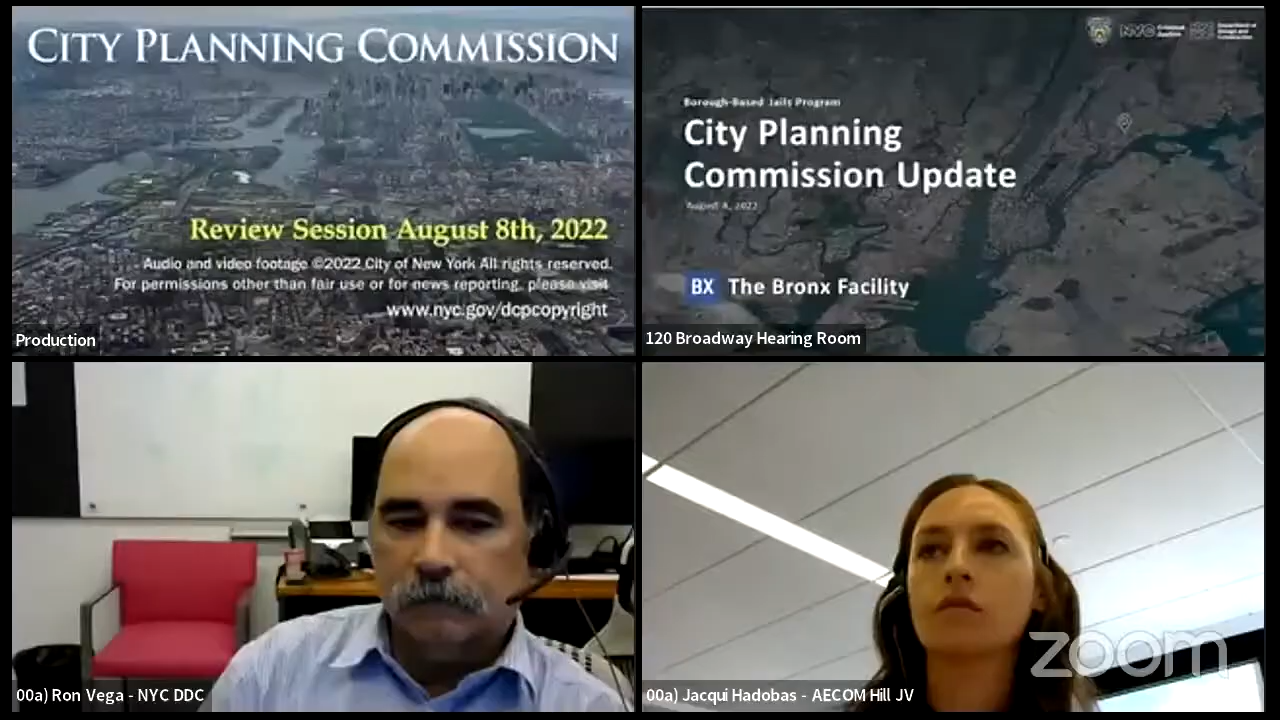 CITY PLANNING COMMISSION
Review Session August 8th, 2022
Audio and video footage ©2022 City of New York All rights reserved.
For permissions other than fair use or for news reporting, please visit
www.nyc.gov/dcpcopyright
Production
NYC
Borough-Based Jails Program
City Planning
Commission Update
August 8, 2022
BX The Bronx Facility
120 Broadway Hearing Room
00a) Ron Vega - NYC DDC
00a) Jacqui Hadobas - AECOM Hill JV
zoom